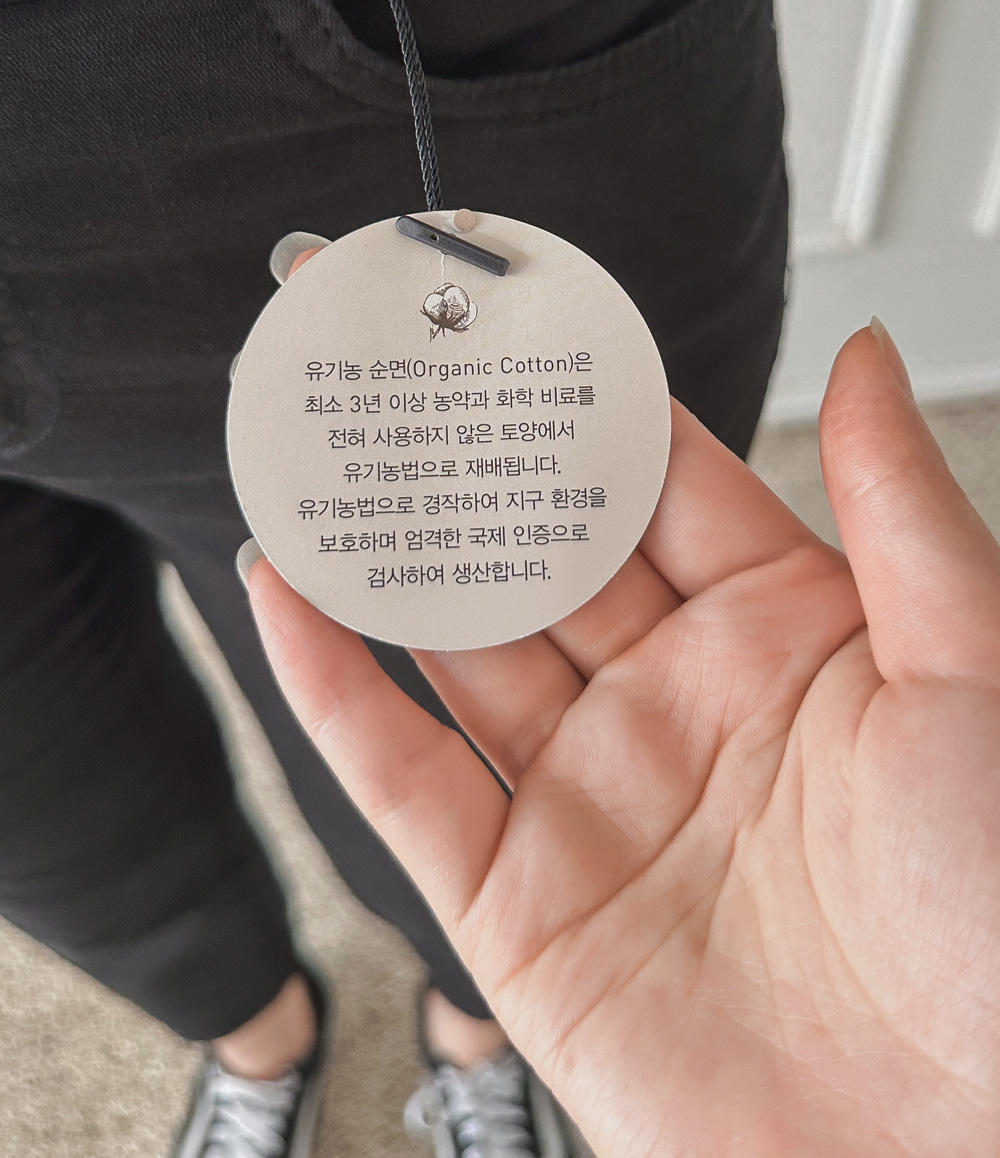 유기농 순면(Organic Cotton)은
최소 3년 이상 농약과 화학 비료를
전혀 사용하지 않은 토양에서
유기농법으로 재배됩니다.
유기농법으로 경작하여 지구 환경을
보호하며 엄격한 국제 인증으로
검사하여 생산합니다.